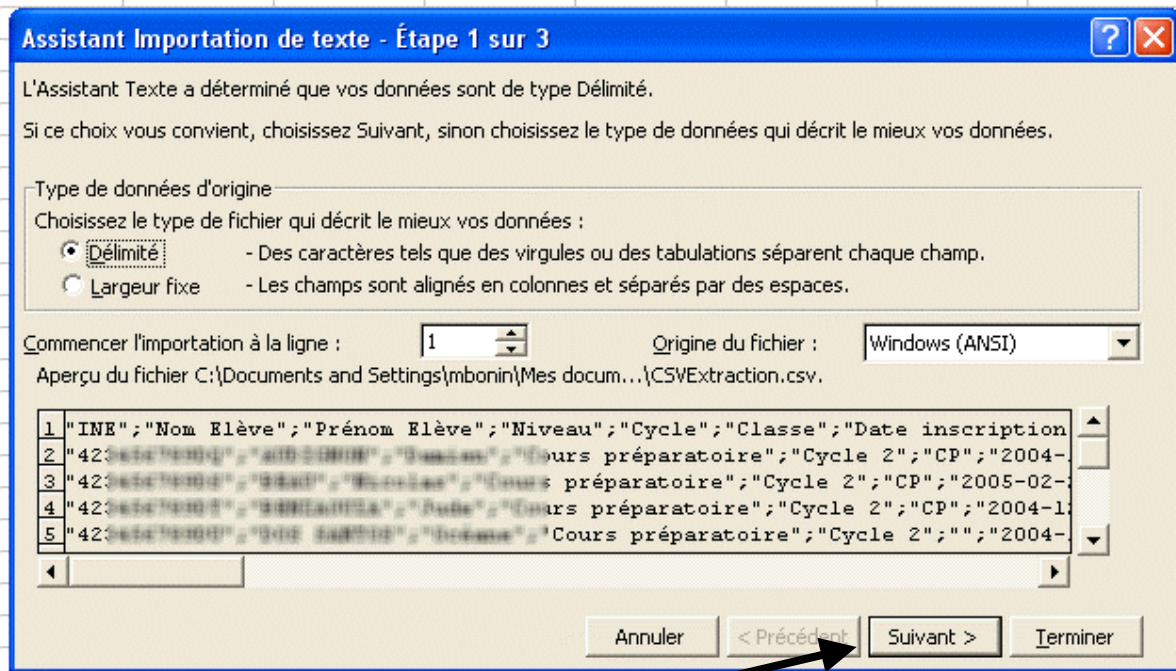 Assistant Importation de texte - Étape 1 sur 3
L'Assistant Texte a déterminé que vos données sont de type Délimité.
Si ce choix vous convient, choisissez Suivant, sinon choisissez le type de données qui décrit le mieux vos données.
Type de données d'origine
Choisissez le type de fichier qui décrit le mieux vos données :
Délimité - Des caractères tels que des virgules ou des tabulations séparent chaque champ.
Largeur fixe - Les champs sont alignés en colonnes et séparés par des espaces.
Commencer l'importation à la ligne : 1 Origine du fichier : Windows (ANSI)
Aperçu du fichier C:\Documents and Settings\mbonin\Mes docum...\CSVExtraction.csv.
1 "INE";"Nom Elève";"Prénom Elève";"Niveau";"Cycle";"Classe";"Date inscription
2 "42 préparatoire";"Cycle 2";"CP";"2004-
3 "42 préparatoire";"Cycle 2";"CP";"2005-02-
4 "42 préparatoire";"Cycle 2";"CP";"2004-1
5 "42 "Cours préparatoire";"Cycle 2";"";"2004-
Annuler < Précédent Suivant > Terminer